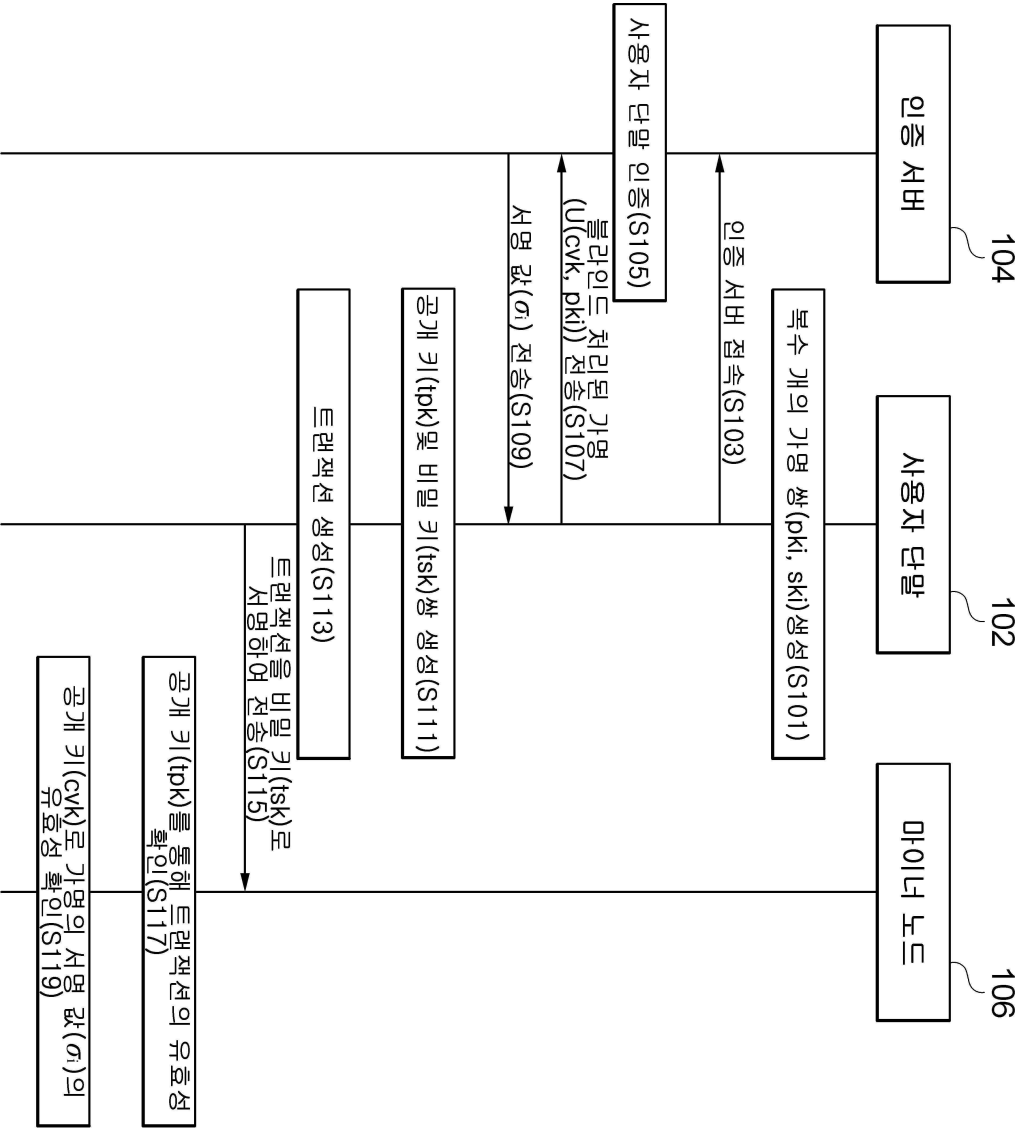 104
102
106
인증 서버
사용자 단말
마이너 노드
복수 개의 가명 쌍(pki, ski)생성(S101)
인증 서버 접속(S103)
사용자 단말 인증(S105)
블라인드 처리된 가명
(U(cvk, pki)) 전송(S107)
서명 값(σi) 전송(S109)
공개 키(tpk)및 비밀 키(tsk)쌍 생성(S111)
트랜잭션 생성(S113)
트랜잭션을 비밀 키(tsk)로
서명하여 전송(S115)
공개 키(tpk)를 통해 트랜잭션의 유효성
확인(S117)
공개 키(cvk)로 가명의 서명 값(σi)의
유효성 확인(S119)